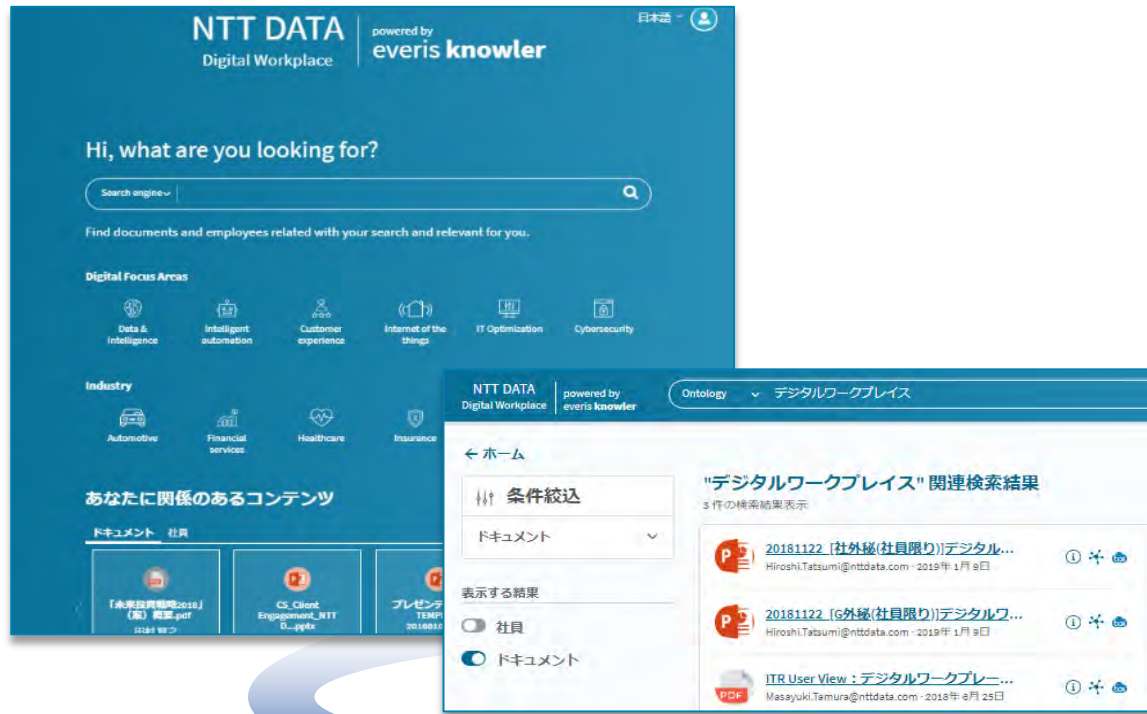 日本語
NTT DATA
Digital Workplace
powered by
everis knowler
Hi, what are you looking for?
Search engine
Find documents and employees related with your search and relevant for you.
Digital Focus Areas
Data &
Intelligence
Intelligent
automation
Customer
experience
Internet of the
things
IT Optimization
Cybersecurity
Industry
Automotive
Financial
services
Healthcare
Insurance
あなたに関係のあるコンテンツ
ドキュメント 社員
「未来投資戦略2018」
(案) 概要.pdf
CS_Client
Engagement_NTT
D....pptx
プレゼンテ
TEMP
2016010
NTT DATA
Digital Workplace
powered by
everis knowler
Ontology デジタルワークプレイス
←ホーム
条件絞込
ドキュメント
表示する結果
社員
ドキュメント
"デジタルワークプレイス" 関連検索結果
3 件の検索結果表示
20181122_[社外秘(社員限り)]デジタル...
Hiroshi.Tatsumi@nttdata.com · 2019年 1月 9日
20181122_[G外秘(社員限り)]デジタルワ...
Hiroshi.Tatsumi@nttdata.com · 2019年 1月 9日
ITR User View：デジタルワークプレー...
Masayuki.Tamura@nttdata.com · 2018年 6月 25日
PDF